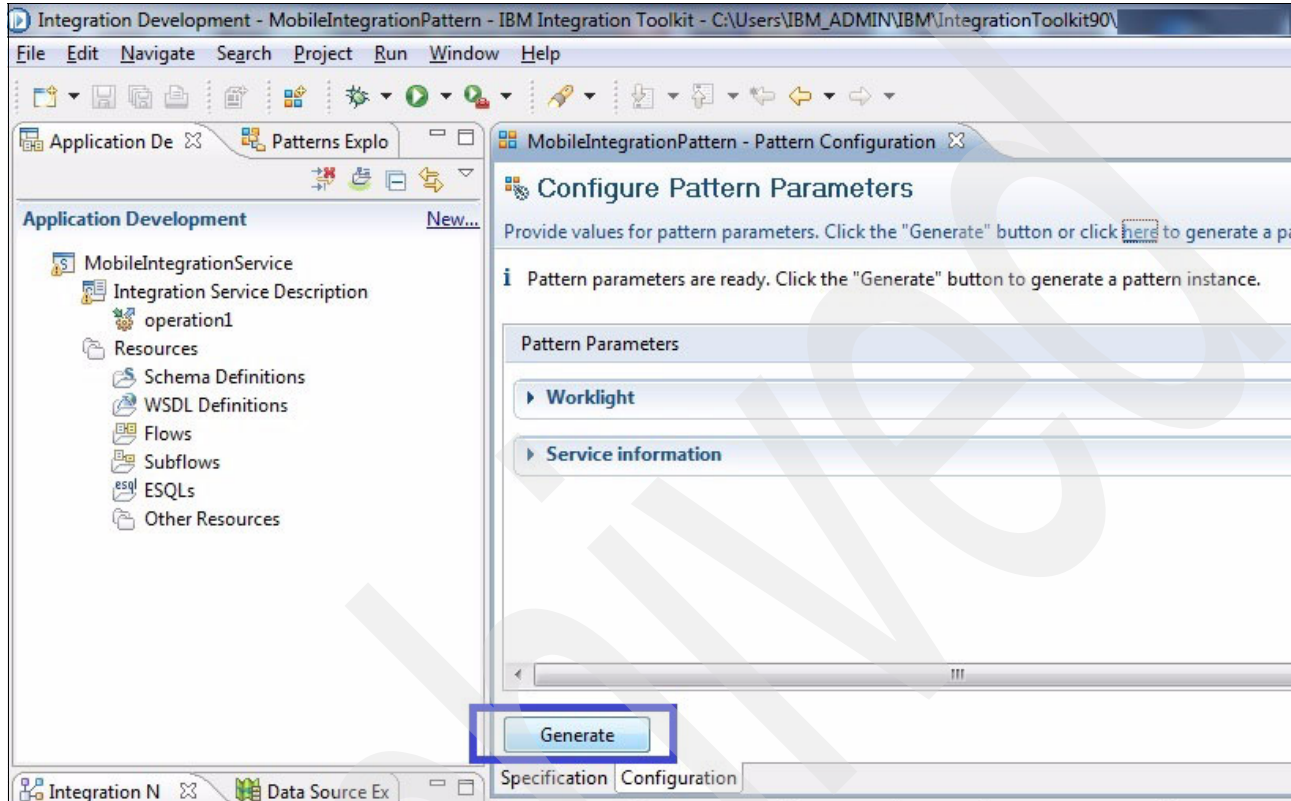 Integration Development - MobileIntegrationPattern - IBM Integration Toolkit - C:\Users\IBM_ADMIN\IBM\IntegrationToolkit90\
File Edit Navigate Search Project Run Window Help
Application De Patterns Explo
MobileIntegrationPattern - Pattern Configuration
Configure Pattern Parameters
Application Development New...
Provide values for pattern parameters. Click the "Generate" button or click here to generate a pa
MobileIntegrationService
Pattern parameters are ready. Click the "Generate" button to generate a pattern instance.
Integration Service Description
operation1
Resources
Pattern Parameters
Schema Definitions
WSDL Definitions
Worklight
Flows
Subflows
Service information
esql ESQLs
Other Resources
Generate
Specification Configuration
Integration N Data Source Ex